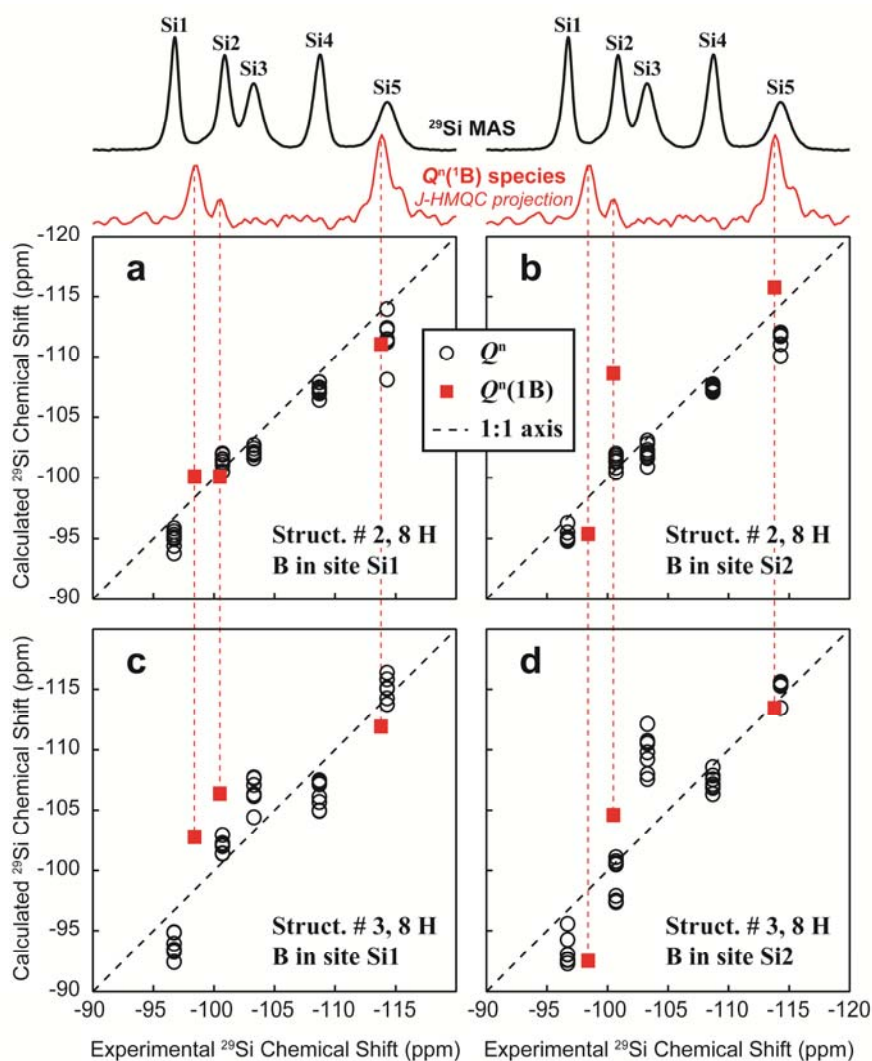 Si1 Si2 Si3 Si4 Si5
Si1 Si2 Si3 Si4 Si5
²⁹Si MAS
Qⁿ(¹B) species
J-HMQC projection
Calculated ²⁹Si Chemical Shift (ppm)
-120
-115
-110
-105
-100
-95
-90
a
Struct. # 2, 8 H
B in site Si1
b
Struct. # 2, 8 H
B in site Si2
Qⁿ
Qⁿ(1B)
1:1 axis
Calculated ²⁹Si Chemical Shift (ppm)
-115
-110
-105
-100
-95
-90
c
Struct. # 3, 8 H
B in site Si1
d
Struct. # 3, 8 H
B in site Si2
-90 -95 -100 -105 -110 -115 -90 -95 -100 -105 -110 -115 -120
Experimental ²⁹Si Chemical Shift (ppm) Experimental ²⁹Si Chemical Shift (ppm)